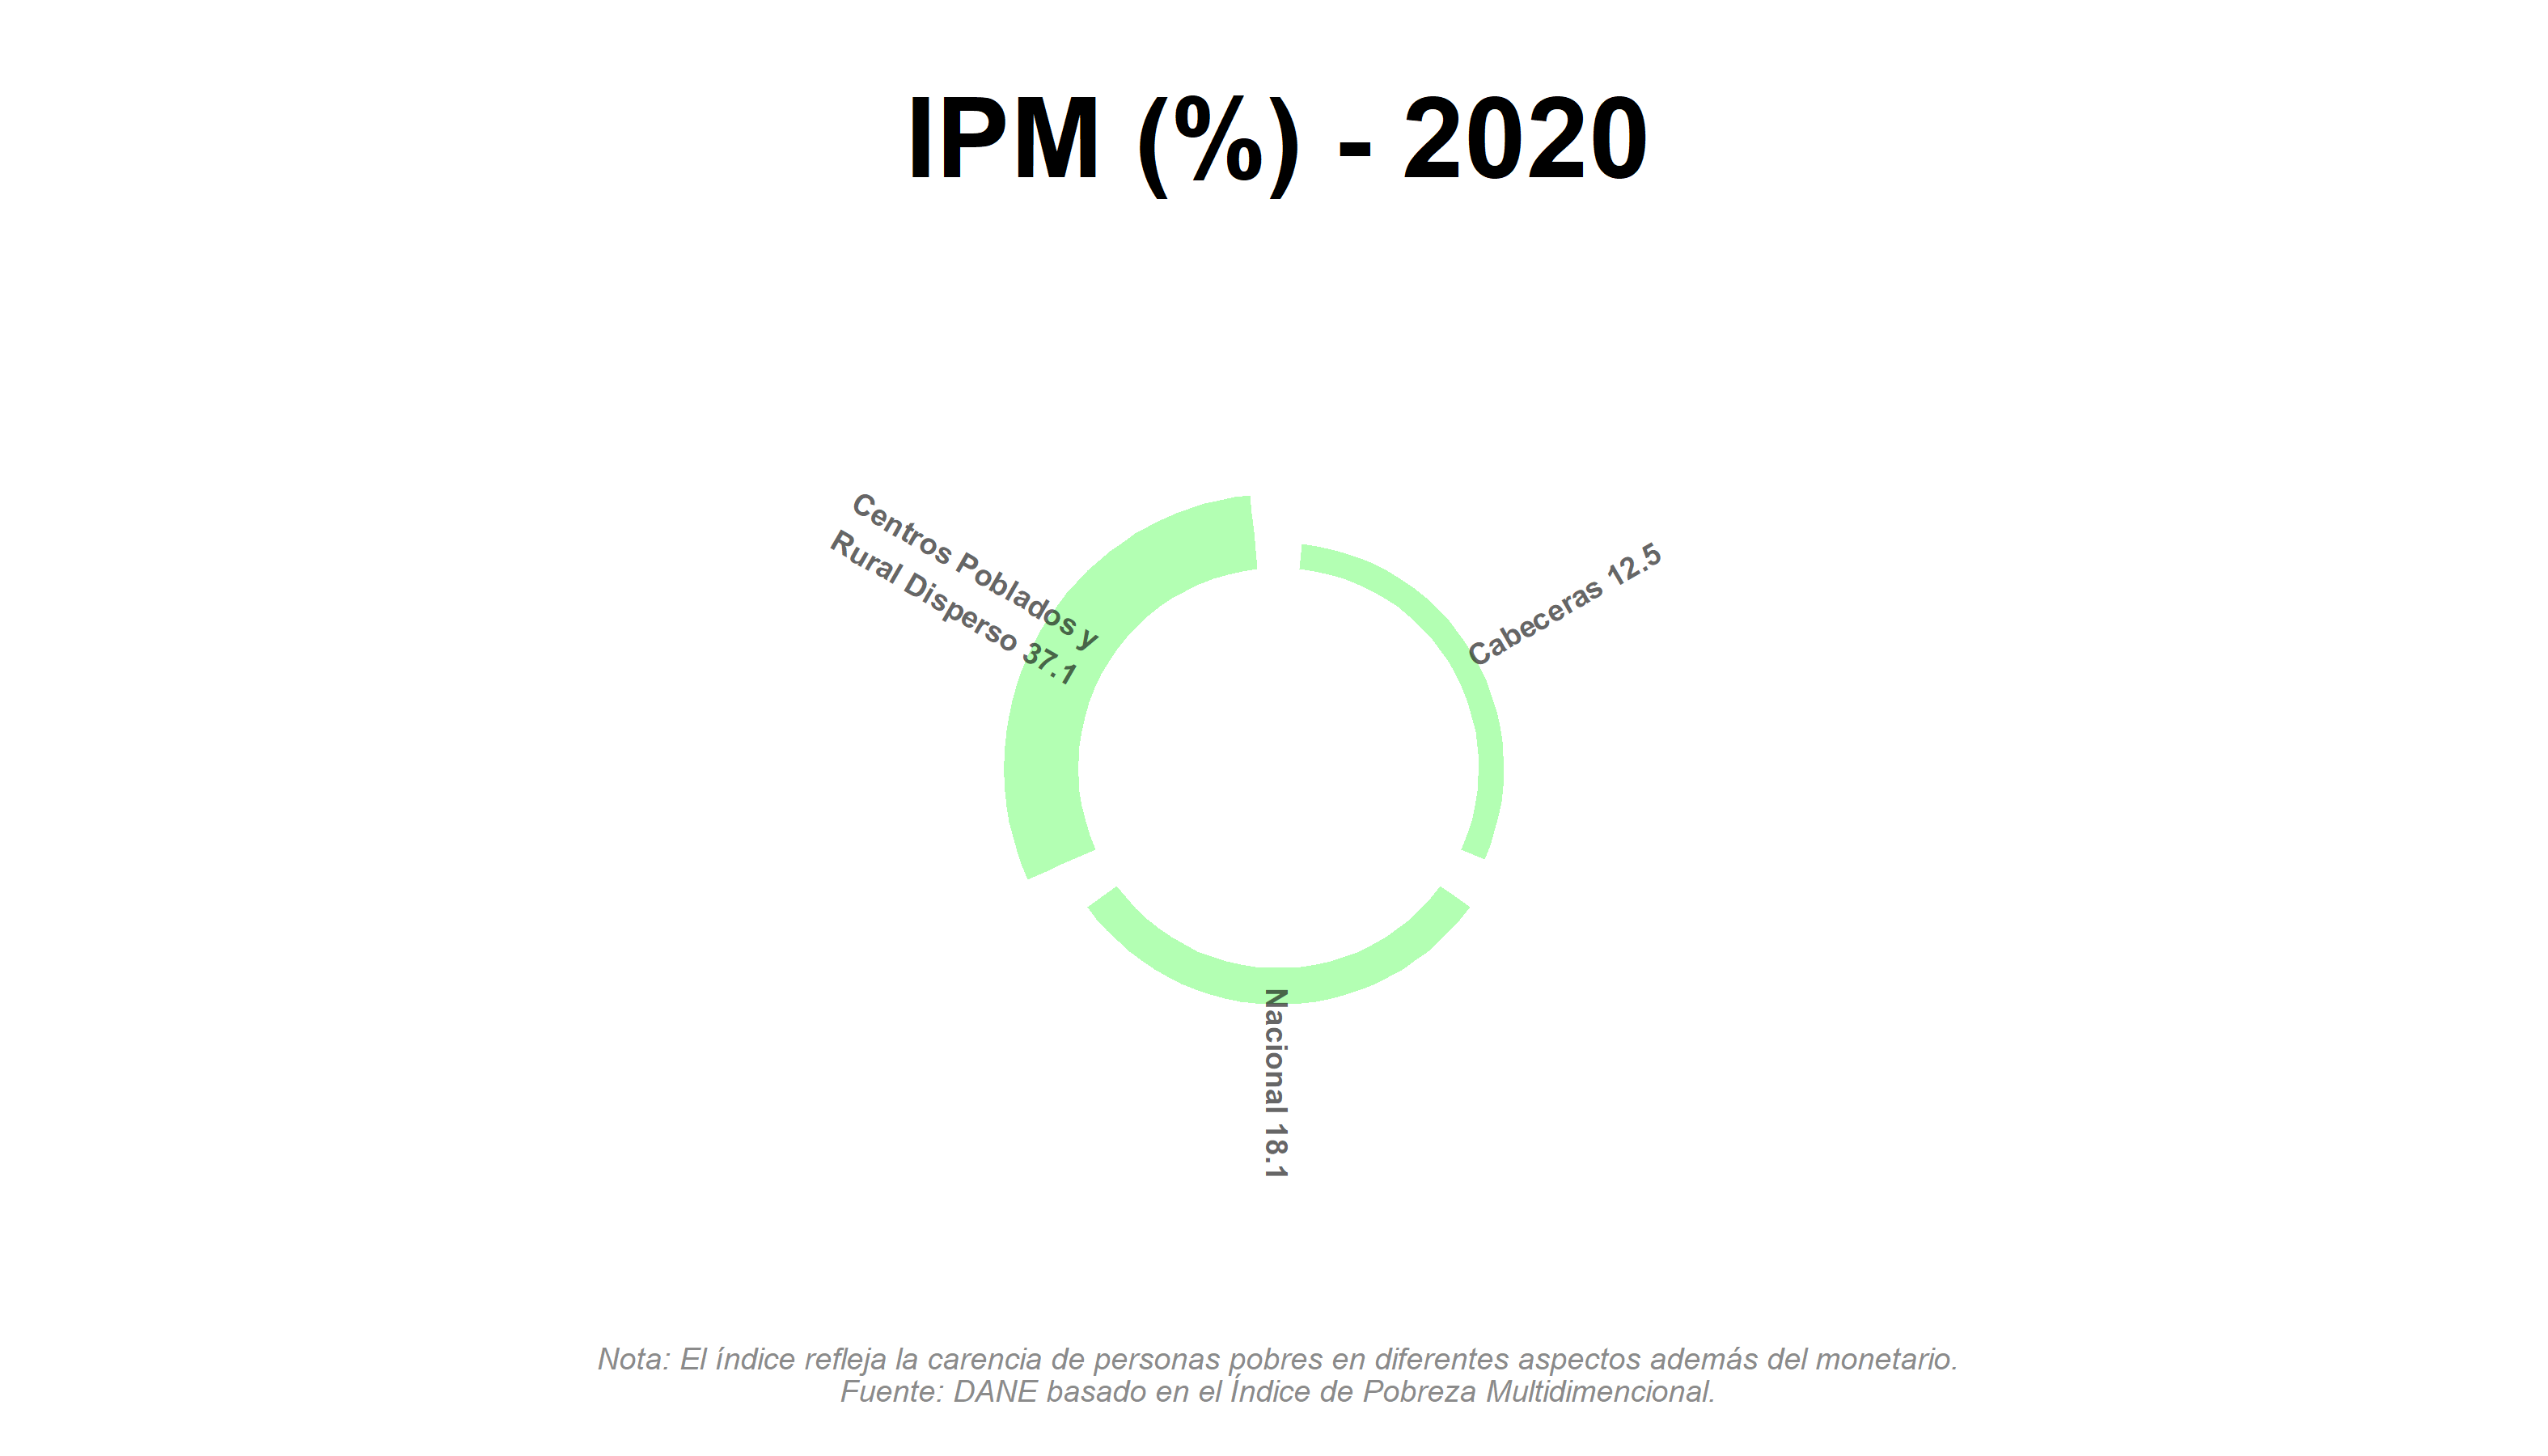 IPM (%) - 2020
Centros Poblados y
Rural Disperso 37.1
Cabeceras 12.5
Nacional 18.1
Nota: El índice refleja la carencia de personas pobres en diferentes aspectos además del monetario.
Fuente: DANE basado en el Índice de Pobreza Multidimencional.